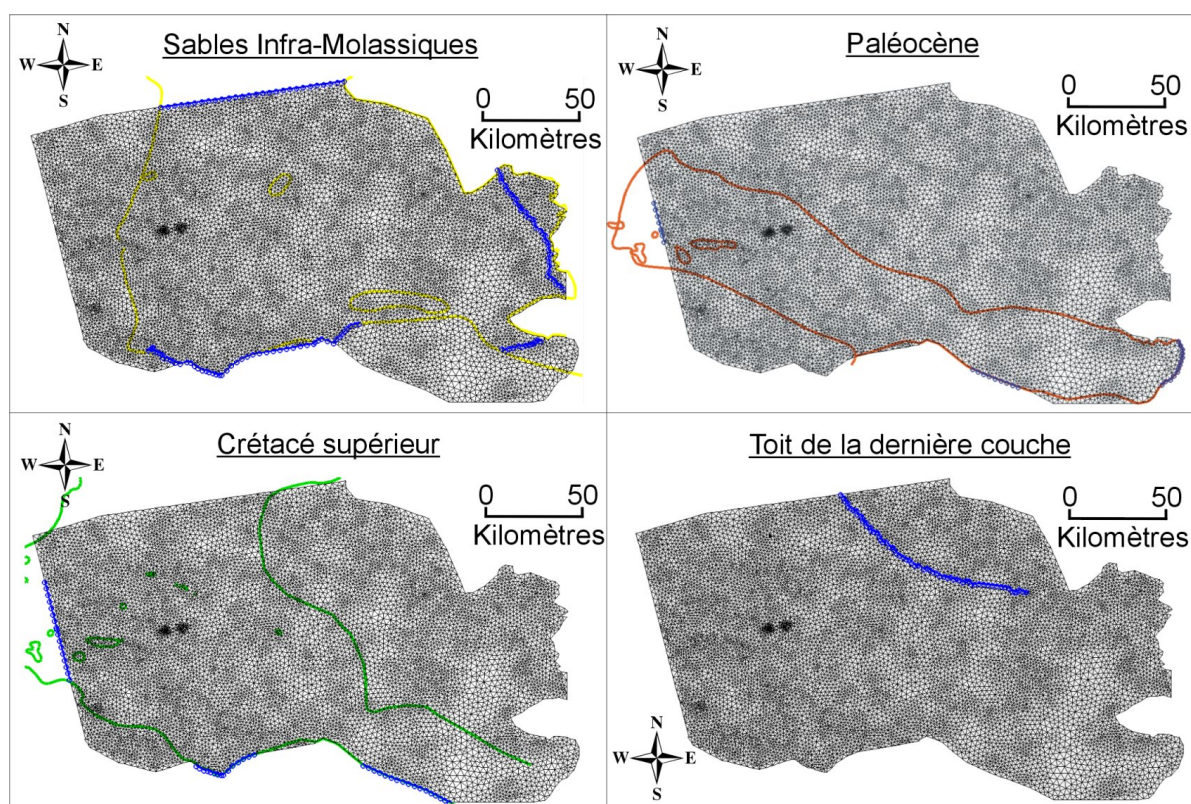 N
W E
S
Sables Infra-Molassiques
0 50
Kilomètres
N
W E
S
Paléocène
0 50
Kilomètres
N
W E
S
Crétacé supérieur
0 50
Kilomètres
Toit de la dernière couche
0 50
Kilomètres
N
W E
S